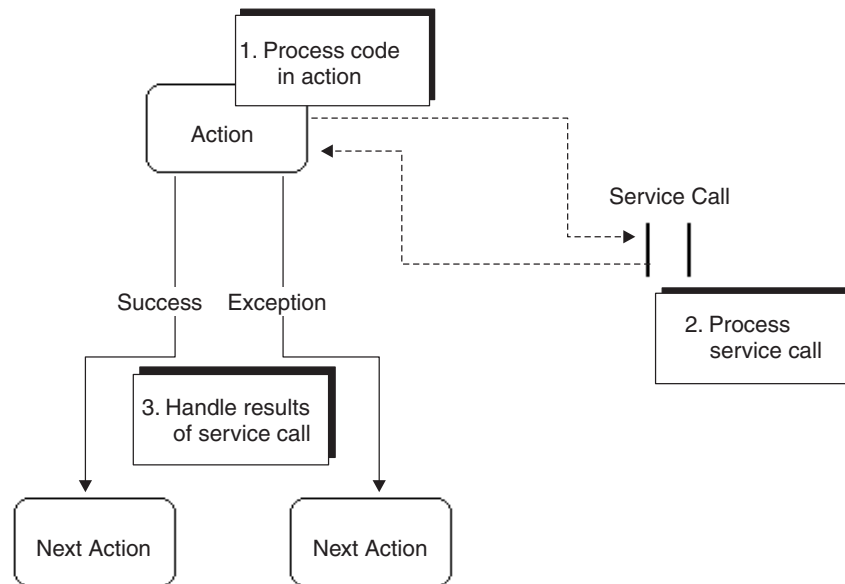 1. Process code
in action
Action
Service Call
Success
Exception
2. Process
service call
3. Handle results
of service call
Next Action
Next Action